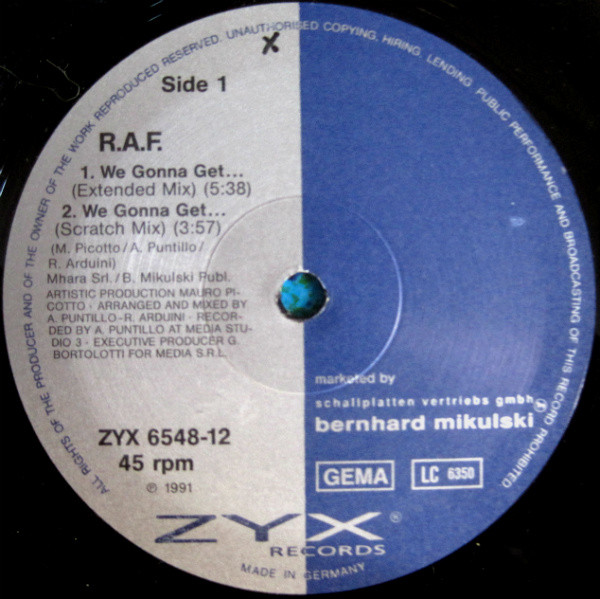 ALL RIGHTS OF THE PRODUCER AND OF THE OWNER OF THE WORK REPRODUCED RESERVED. UNAUTHORISED COPYING, HIRING, LENDING PUBLIC PERFORMANCE AND BROADCASTING OF THIS RECORD PROHIBITED
X
Side 1
R.A.F.
1. We Gonna Get...
(Extended Mix) (5:38)
2. We Gonna Get...
(Scratch Mix) (3:57)
(M. Picotto/A. Puntillo/
R. Arduini)
Mhara Srl./B. Mikulski Publ.
ARTISTIC PRODUCTION MAURO PI-
COTTO - ARRANGED AND MIXED BY
A. PUNTILLO-R. ARDUINI - RECOR-
DED BY A. PUNTILLO AT MEDIA STU-
DIO 3 - EXECUTIVE PRODUCER G.
BORTOLOTTI FOR MEDIA S.R.L.
marketed by
schallplatten vertriebs gmbh
bernhard mikulski
ZYX 6548-12
45 rpm
℗ 1991
GEMA
LC 6350
ZYX®
RECORDS
MADE IN GERMANY